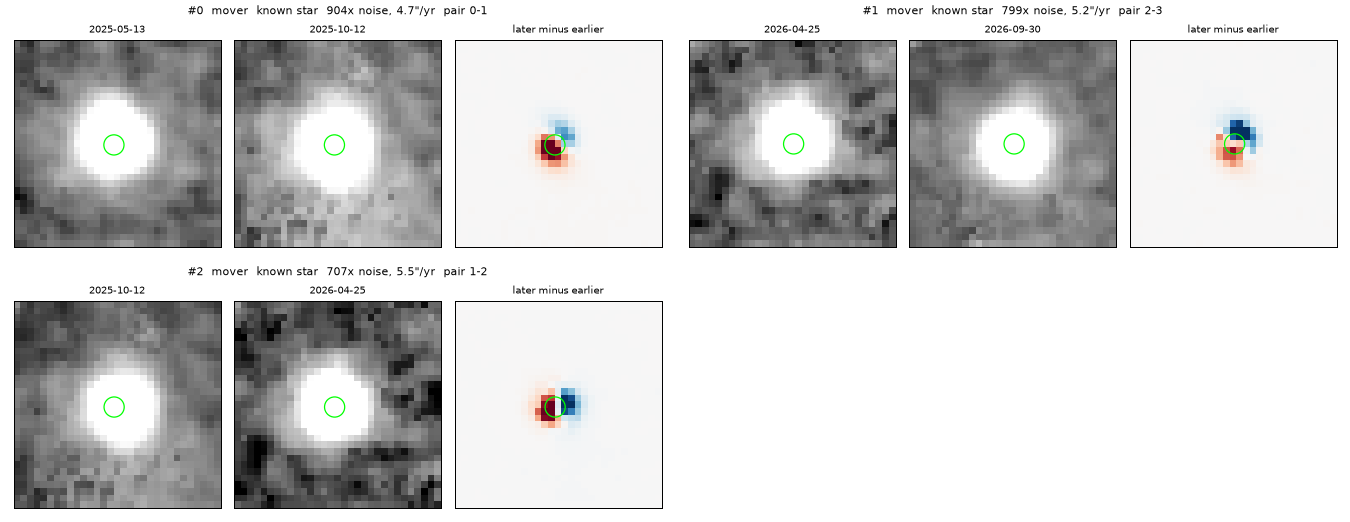 #0 mover known star 904x noise, 4.7"/yr pair 0-1
2025-05-13
2025-10-12
later minus earlier
#1 mover known star 799x noise, 5.2"/yr pair 2-3
2026-04-25
2026-09-30
later minus earlier
#2 mover known star 707x noise, 5.5"/yr pair 1-2
2025-10-12
2026-04-25
later minus earlier